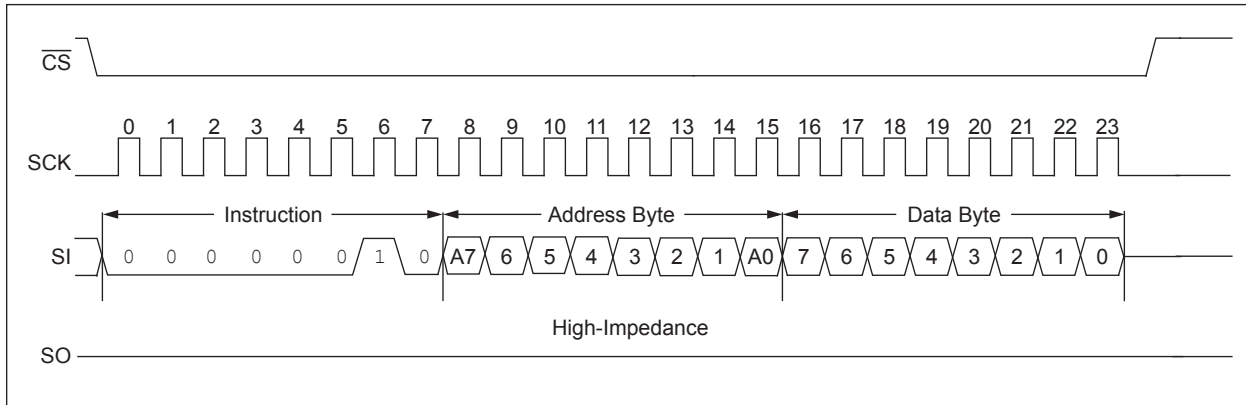 CS
0 1 2 3 4 5 6 7 8 9 10 11 12 13 14 15 16 17 18 19 20 21 22 23
SCK
Instruction Address Byte Data Byte
SI 0 0 0 0 0 0 1 0 A7 6 5 4 3 2 1 A0 7 6 5 4 3 2 1 0
High-Impedance
SO